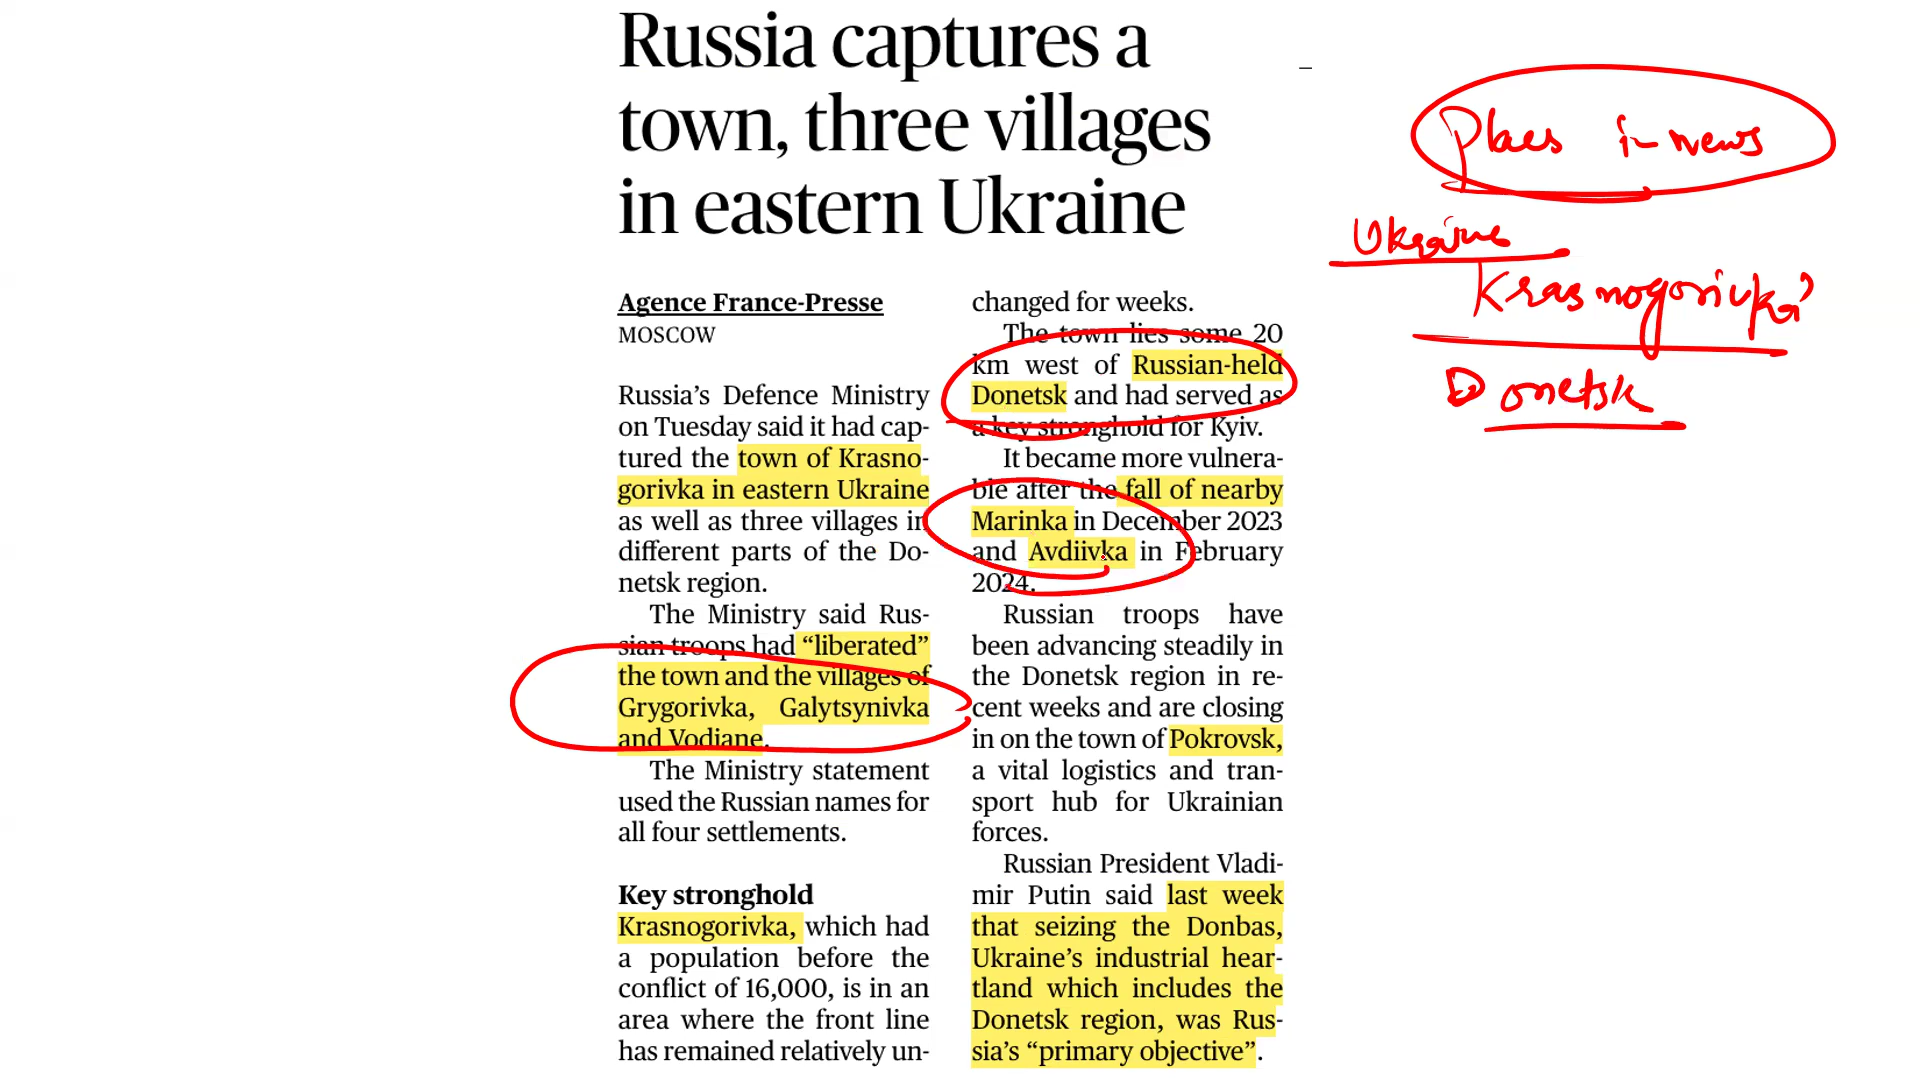 Russia captures a
town, three villages
in eastern Ukraine
Agence France-Presse
MOSCOW
Russia’s Defence Ministry
on Tuesday said it had cap-
tured the town of Krasno-
gorivka in eastern Ukraine
as well as three villages in
different parts of the Do-
netsk region.
The Ministry said Rus-
sian troops had “liberated”
the town and the villages of
Grygorivka, Galytsynivka
and Vodiane.
The Ministry statement
used the Russian names for
all four settlements.
Key stronghold
Krasnogorivka, which had
a population before the
conflict of 16,000, is in an
area where the front line
has remained relatively un-
changed for weeks.
The town lies some 20
km west of Russian-held
Donetsk and had served as
a key stronghold for Kyiv.
It became more vulnera-
ble after the fall of nearby
Marinka in December 2023
and Avdiivka in February
2024.
Russian troops have
been advancing steadily in
the Donetsk region in re-
cent weeks and are closing
in on the town of Pokrovsk,
a vital logistics and tran-
sport hub for Ukrainian
forces.
Russian President Vladi-
mir Putin said last week
that seizing the Donbas,
Ukraine’s industrial hear-
tland which includes the
Donetsk region, was Rus-
sia’s “primary objective”.
Places in news
Ukraine
Krasnogorivka
Donetsk